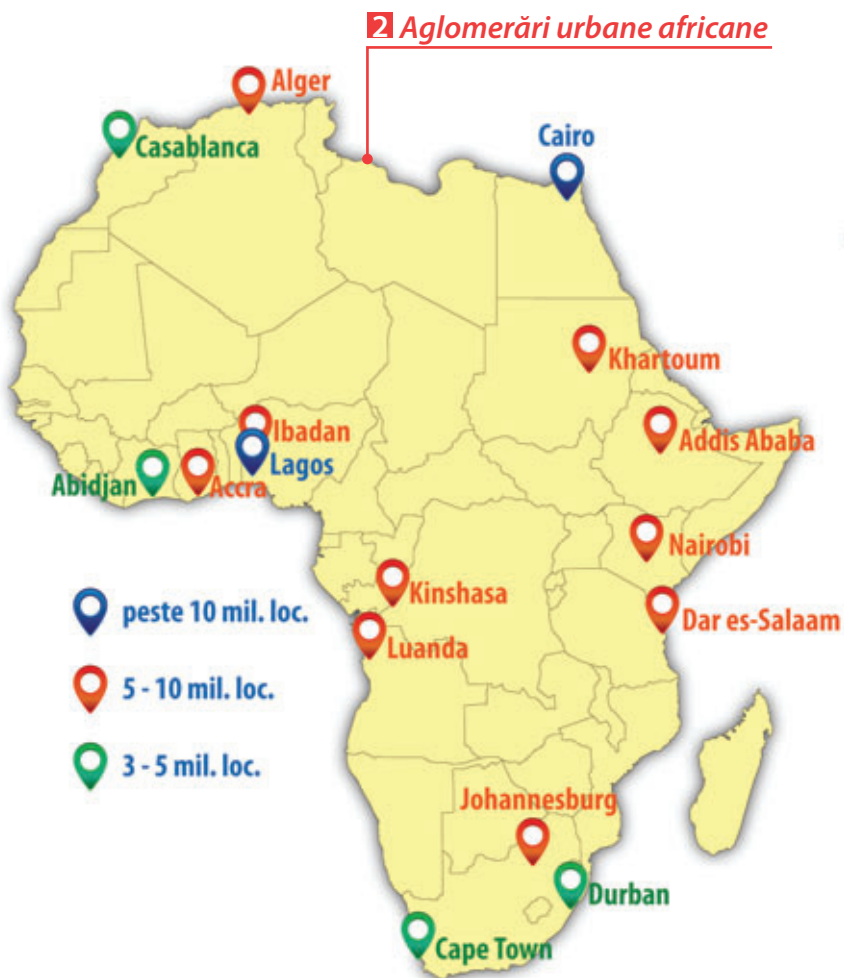 2 Aglomerări urbane africane
Alger
Casablanca
Cairo
Khartoum
Ibadan
Addis Ababa
Lagos
Abidjan
Accra
Nairobi
Kinshasa
peste 10 mil. loc.
Dar es-Salaam
Luanda
5 - 10 mil. loc.
3 - 5 mil. loc.
Johannesburg
Durban
Cape Town